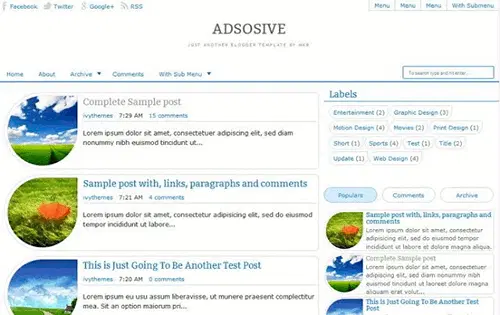 Facebook Twitter Google+ RSS
Menu Menu Menu With Submenu
ADSOSIVE
JUST ANOTHER BLOGGER TEMPLATE BY MKR
Home About Archive Comments With Sub Menu
To search type and hit enter...
Complete Sample post
ivythemes 7:29 AM 15 comments
Lorem ipsum dolor sit amet, consectetuer adipiscing elit, sed diam
nonummy nibh euismod tincidunt ut...
Sample post with, links, paragraphs and comments
ivythemes 7:21 AM 4 comments
Lorem ipsum dolor sit amet, consectetur adipisicing elit, sed do eiusmod
tempor incididunt ut labore...
This is Just Going To Be Another Test Post
ivythemes 7:20 AM 0 comments
Lorem ipsum eu usu assum liberavisse, ut munere praesent complectitur
mea. Sit an option maiorum pri...
Labels
Entertainment (2) Graphic Design (3)
Motion Design (4) Movies (2) Print Design (1)
Short (1) Sports (4) Test (1) Title (2)
Update (1) Web Design (4)
Populars Comments Archive
Sample post with, links, paragraphs and
comments
Lorem ipsum dolor sit amet, consectetur
adipisicing elit, sed do eiusmod tempor
incididunt ut labore et dolore magna aliqua.
Complete Sample post
Lorem ipsum dolor sit amet, consectetuer
adipiscing elit, sed diam nonummy nibh
euismod tincidunt ut laoreet dolore magna
This is Just Going To Be Another Test
Post